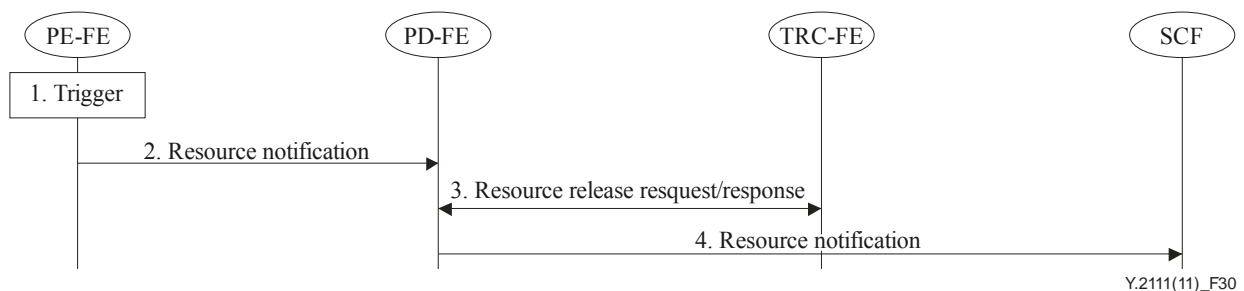 PE-FE PD-FE TRC-FE SCF
1. Trigger
2. Resource notification
3. Resource release resquest/response
4. Resource notification
Y.2111(11)_F30